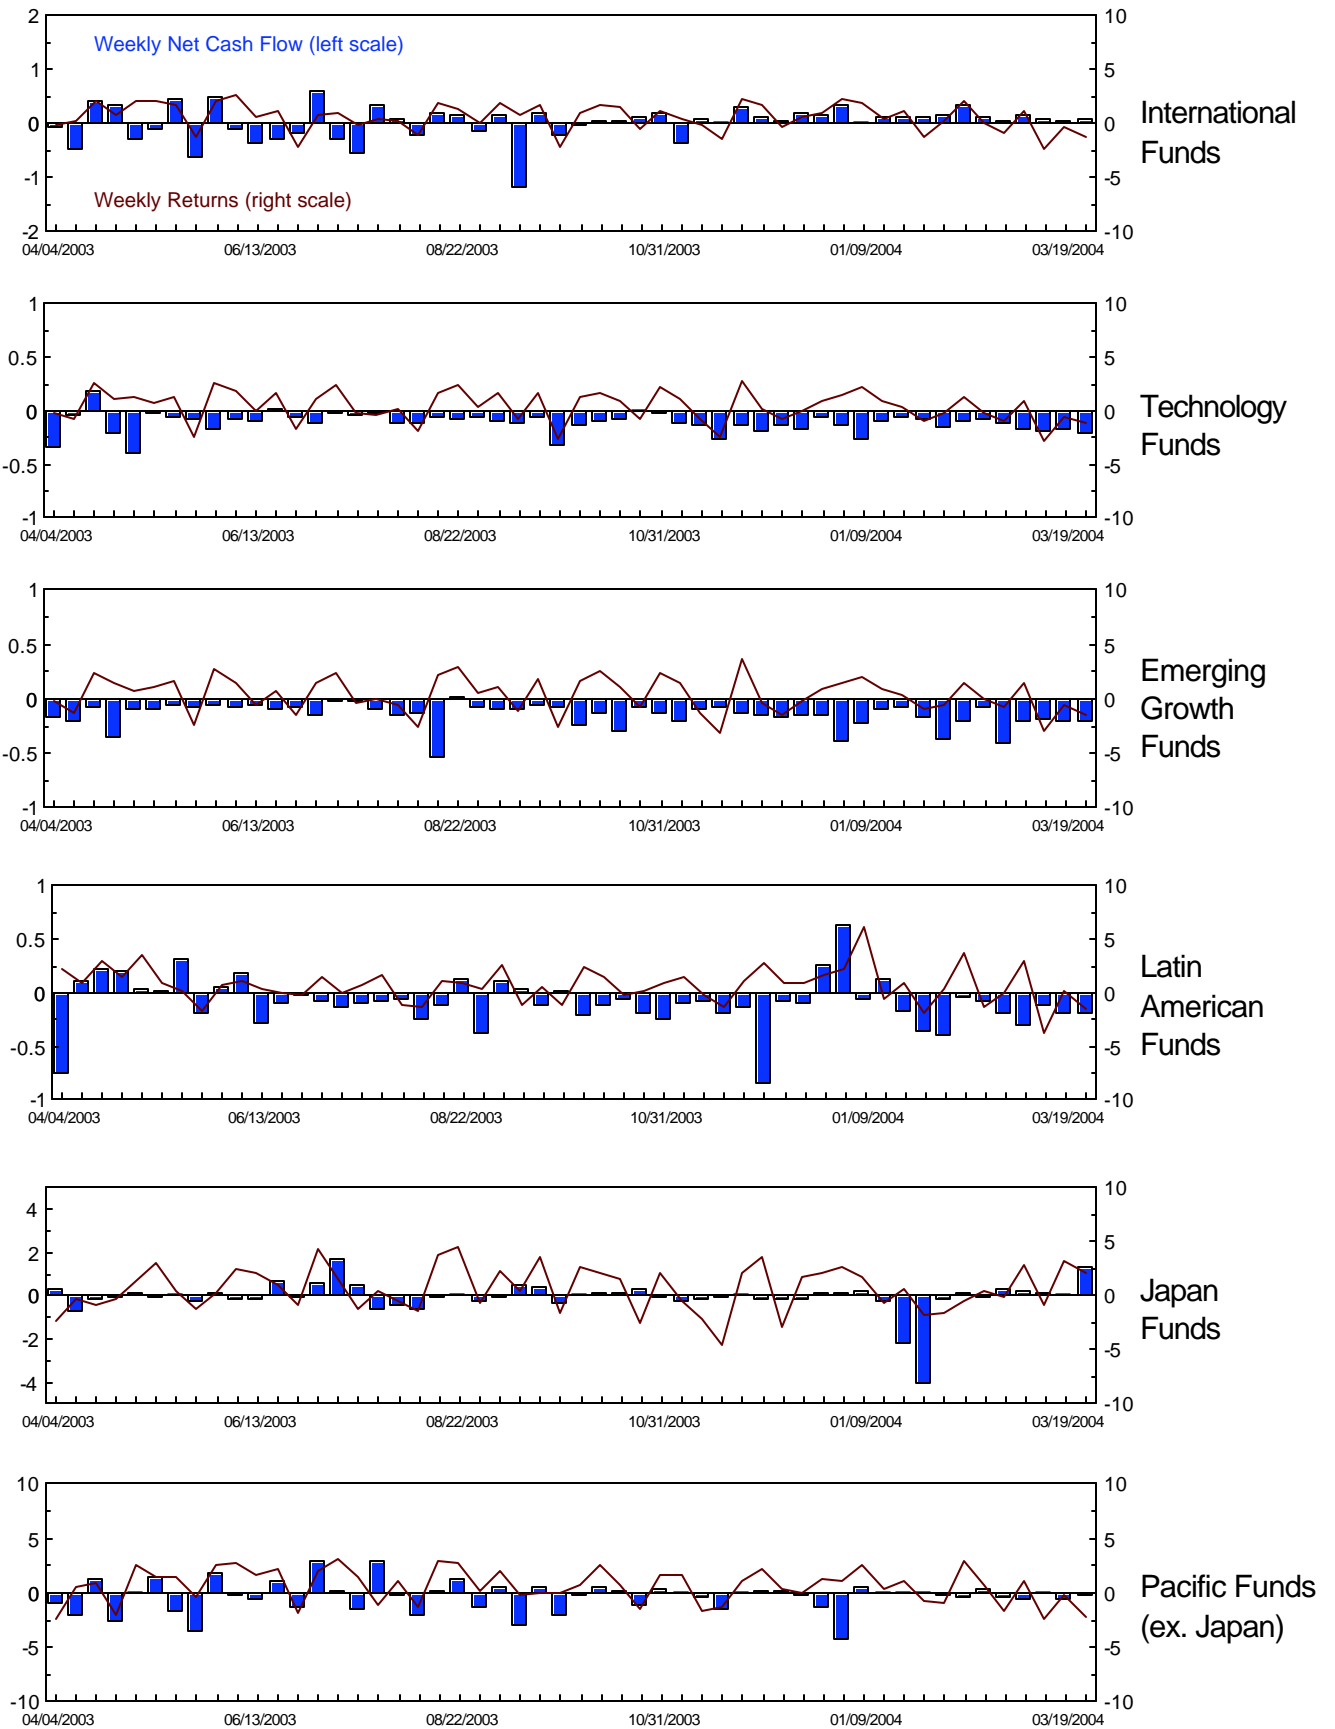 2
1
0
-1
-2
10
5
0
-5
-10
Weekly Net Cash Flow (left scale)
Weekly Returns (right scale)
04/04/2003 06/13/2003 08/22/2003 10/31/2003 01/09/2004 03/19/2004
International
Funds
1
0.5
0
-0.5
-1
10
5
0
-5
-10
04/04/2003 06/13/2003 08/22/2003 10/31/2003 01/09/2004 03/19/2004
Technology
Funds
1
0.5
0
-0.5
-1
10
5
0
-5
-10
04/04/2003 06/13/2003 08/22/2003 10/31/2003 01/09/2004 03/19/2004
Emerging
Growth
Funds
1
0.5
0
-0.5
-1
10
5
0
-5
-10
04/04/2003 06/13/2003 08/22/2003 10/31/2003 01/09/2004 03/19/2004
Latin
American
Funds
4
2
0
-2
-4
10
5
0
-5
-10
04/04/2003 06/13/2003 08/22/2003 10/31/2003 01/09/2004 03/19/2004
Japan
Funds
10
5
0
-5
-10
10
5
0
-5
-10
04/04/2003 06/13/2003 08/22/2003 10/31/2003 01/09/2004 03/19/2004
Pacific Funds
(ex. Japan)